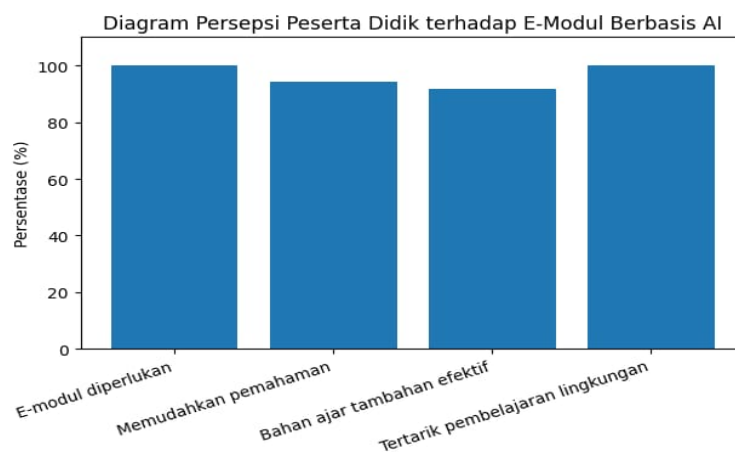 Diagram Persepsi Peserta Didik terhadap E-Modul Berbasis AI
Persentase (%)
100
80
60
40
20
0
E-modul diperlukan
Memudahkan pemahaman
Bahan ajar tambahan efektif
Tertarik pembelajaran lingkungan